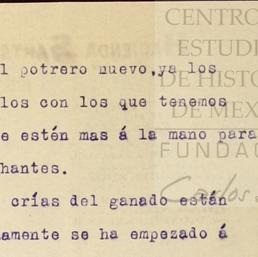 CENTRO
ESTUDI
DE HISTO
DE MEX
FUNDAC
Carlos
l potrero nuevo,ya los
los con los que tenemos
e estén mas á la mano para
hantes.
crías del ganado están
amente se ha empezado á